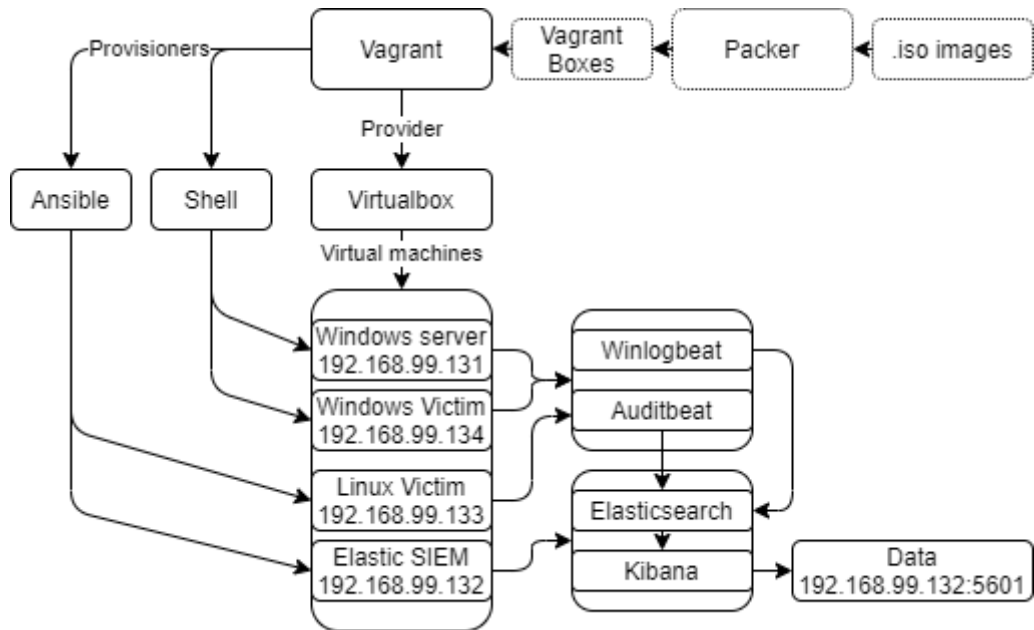 Provisioners
Vagrant
Vagrant
Boxes
Packer
.iso images
Provider
Ansible
Shell
Virtualbox
Virtual machines
Windows server
192.168.99.131
Windows Victim
192.168.99.134
Linux Victim
192.168.99.133
Elastic SIEM
192.168.99.132
Winlogbeat
Auditbeat
Elasticsearch
Kibana
Data
192.168.99.132:5601